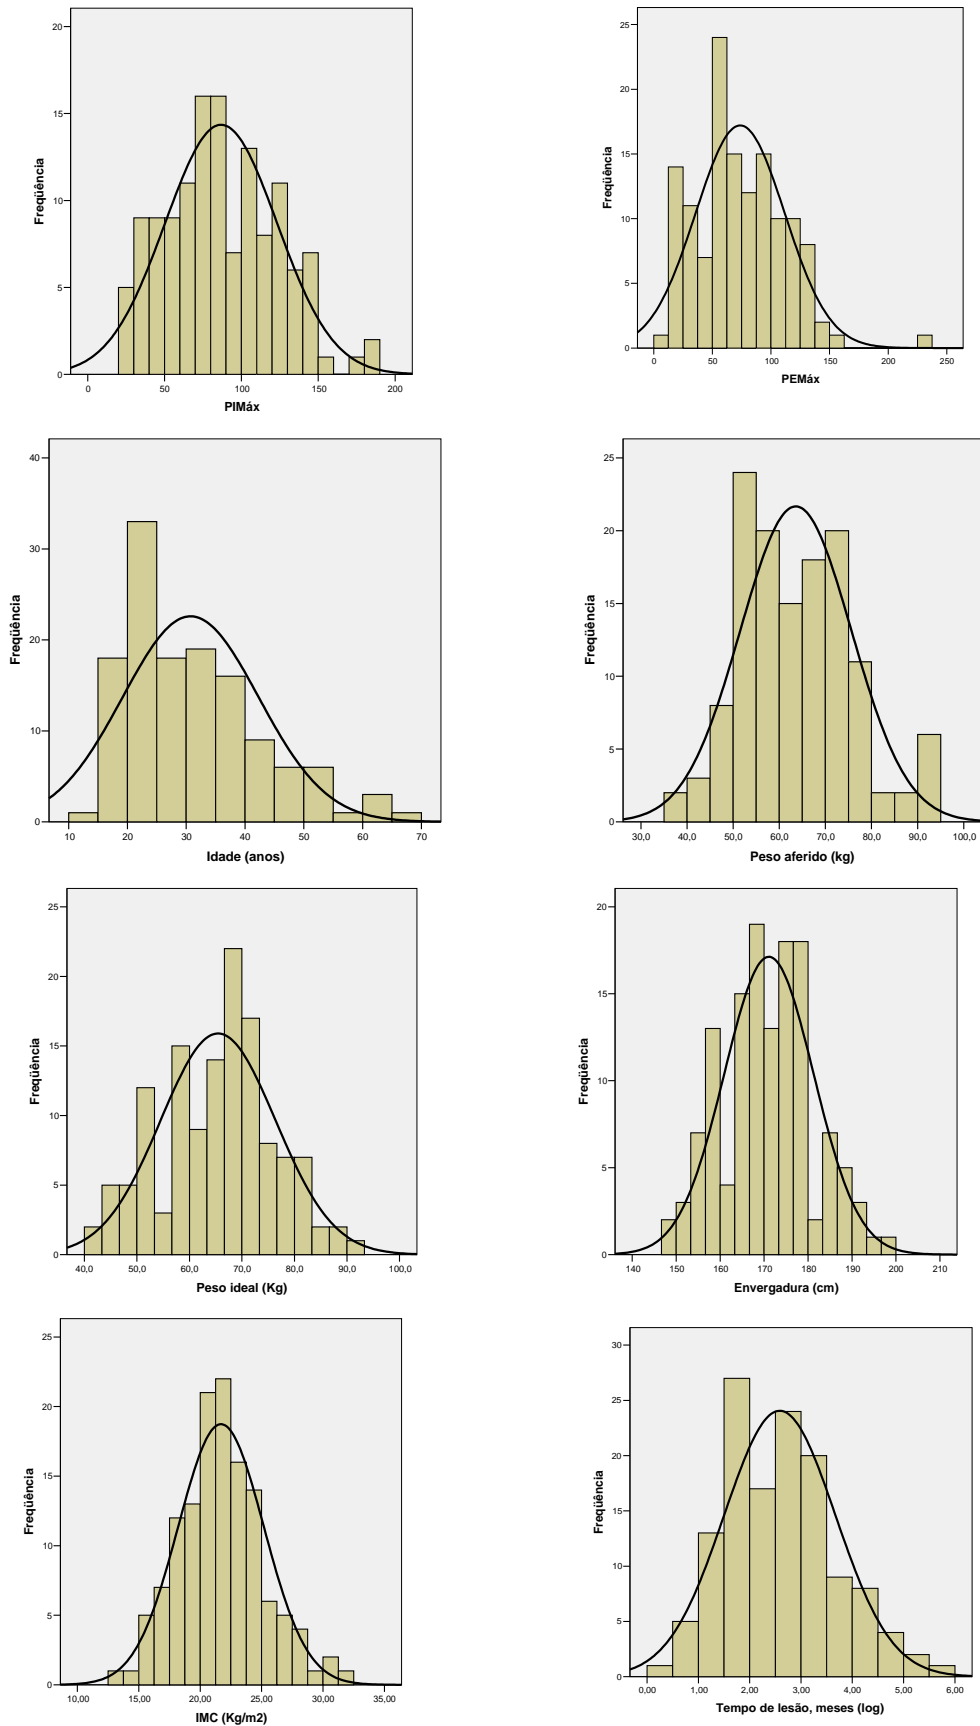 20
15
10
5
0
Freqüência
0 50 100 150 200
PIMáx
25
20
15
10
5
0
Freqüência
0 50 100 150 200 250
PEMáx
40
30
20
10
0
Freqüência
10 20 30 40 50 60 70
Idade (anos)
25
20
15
10
5
0
Freqüência
30,0 40,0 50,0 60,0 70,0 80,0 90,0 100,0
Peso aferido (kg)
25
20
15
10
5
0
Freqüência
40,0 50,0 60,0 70,0 80,0 90,0 100,0
Peso ideal (Kg)
20
15
10
5
0
Freqüência
140 150 160 170 180 190 200 210
Envergadura (cm)
25
20
15
10
5
0
Freqüência
10,00 15,00 20,00 25,00 30,00 35,00
IMC (Kg/m2)
30
25
20
15
10
5
0
Freqüência
0,00 1,00 2,00 3,00 4,00 5,00 6,00
Tempo de lesão, meses (log)